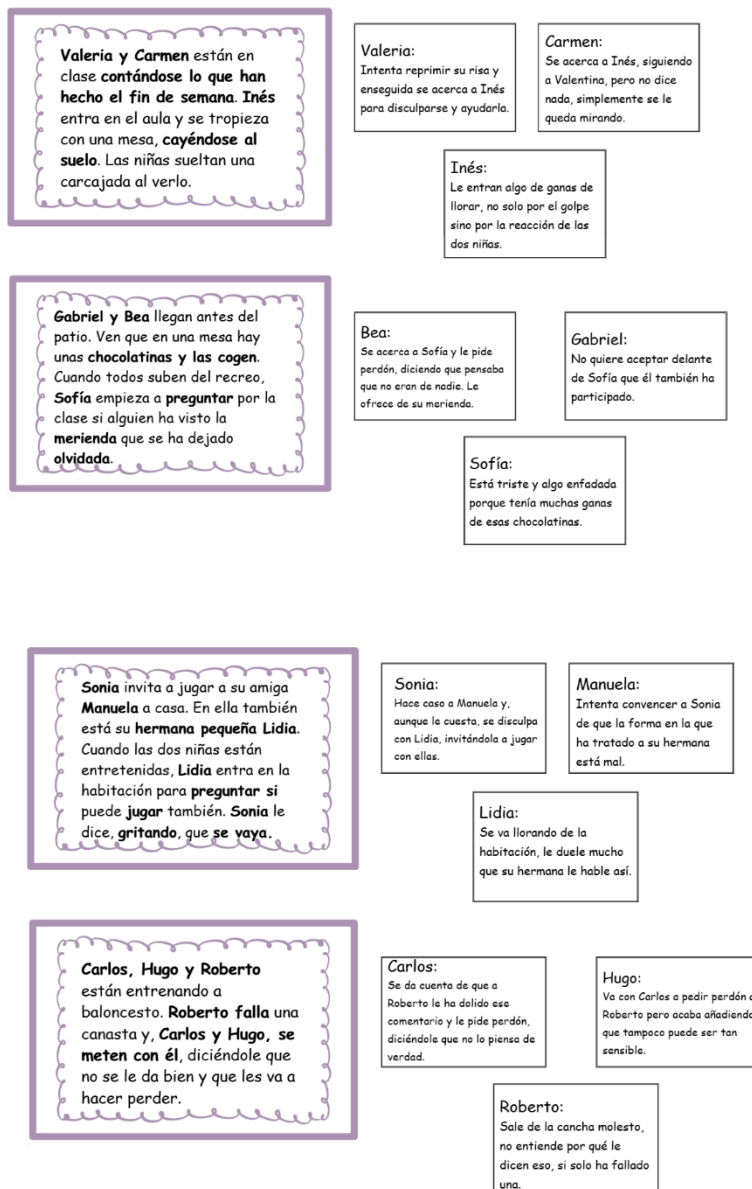 Valeria y Carmen están en
clase contándose lo que han
hecho el fin de semana. Inés
entra en el aula y se tropieza
con una mesa, cayéndose al
suelo. Las niñas sueltan una
carcajada al verlo.
Valeria:
Intenta reprimir su risa y
enseguida se acerca a Inés
para disculparse y ayudarla.
Carmen:
Se acerca a Inés, siguiendo
a Valentina, pero no dice
nada, simplemente se le
queda mirando.
Inés:
Le entran algo de ganas de
llorar, no solo por el golpe
sino por la reacción de las
dos niñas.
Gabriel y Bea llegan antes del
patio. Ven que en una mesa hay
unas chocolatinas y las cogen.
Cuando todos suben del recreo,
Sofía empieza a preguntar por la
clase si alguien ha visto la
merienda que se ha dejado
olvidada.
Bea:
Se acerca a Sofía y le pide
perdón, diciendo que pensaba
que no eran de nadie. Le
ofrece de su merienda.
Gabriel:
No quiere aceptar delante
de Sofía que él también ha
participado.
Sofía:
Está triste y algo enfadada
porque tenía muchas ganas
de esas chocolatinas.
Sonia invita a jugar a su amiga
Manuela a casa. En ella también
está su hermana pequeña Lidia.
Cuando las dos niñas están
entretenidas, Lidia entra en la
habitación para preguntar si
puede jugar también. Sonia le
dice, gritando, que se vaya.
Sonia:
Hace caso a Manuela y,
aunque le cuesta, se disculpa
con Lidia, invitándola a jugar
con ellas.
Manuela:
Intenta convencer a Sonia
de que la forma en la que
ha tratado a su hermana
está mal.
Lidia:
Se va llorando de la
habitación, le duele mucho
que su hermana le hable así.
Carlos, Hugo y Roberto
están entrenando a
baloncesto. Roberto falla una
canasta y, Carlos y Hugo, se
meten con él, diciéndole que
no se le da bien y que les va a
hacer perder.
Carlos:
Se da cuenta de que a
Roberto le ha dolido ese
comentario y le pide perdón,
diciéndole que no lo piensa de
verdad.
Hugo:
Va con Carlos a pedir perdón a
Roberto pero acaba añadiendo
que tampoco puede ser tan
sensible.
Roberto:
Sale de la cancha molesto,
no entiende por qué le
dicen eso, si solo ha fallado
una.